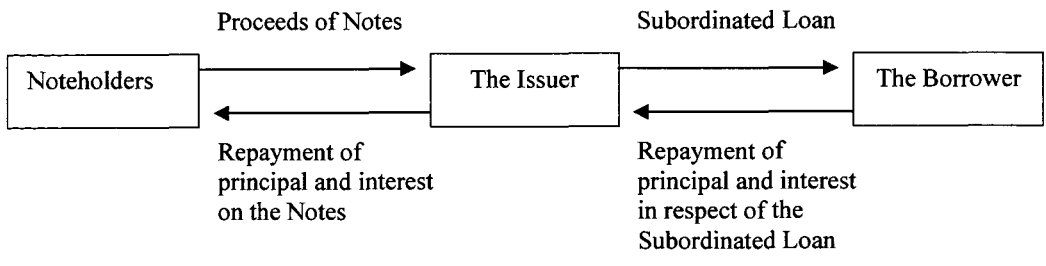 Proceeds of Notes
Subordinated Loan
Noteholders
The Issuer
The Borrower
Repayment of
principal and interest
on the Notes
Repayment of
principal and interest
in respect of the
Subordinated Loan